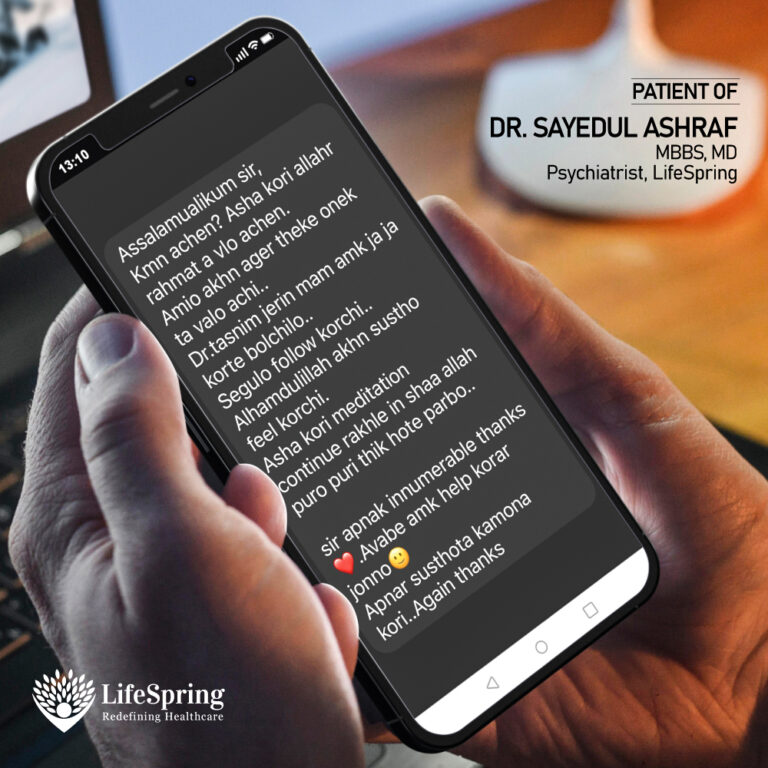 PATIENT OF
DR. SAYEDUL ASHRAF
MBBS, MD
Psychiatrist, LifeSpring
13:10
Assalamualikum sir,
Kmn achen? Asha kori allahr
rahmat a vlo achen.
Amio akhn ager theke onek
ta valo achi..
Dr.tasnim jerin mam amk ja ja
korte bolchilo..
Segulo follow korchi..
Alhamdulillah akhn sustho
feel korchi.
Asha kori meditation
continue rakhle in shaa allah
puro puri thik hote parbo..
sir apnak innumerable thanks
❤️ Avabe amk help korar
jonno🙂
Apnar susthota kamona
kori..Again thanks
LifeSpring
Redefining Healthcare